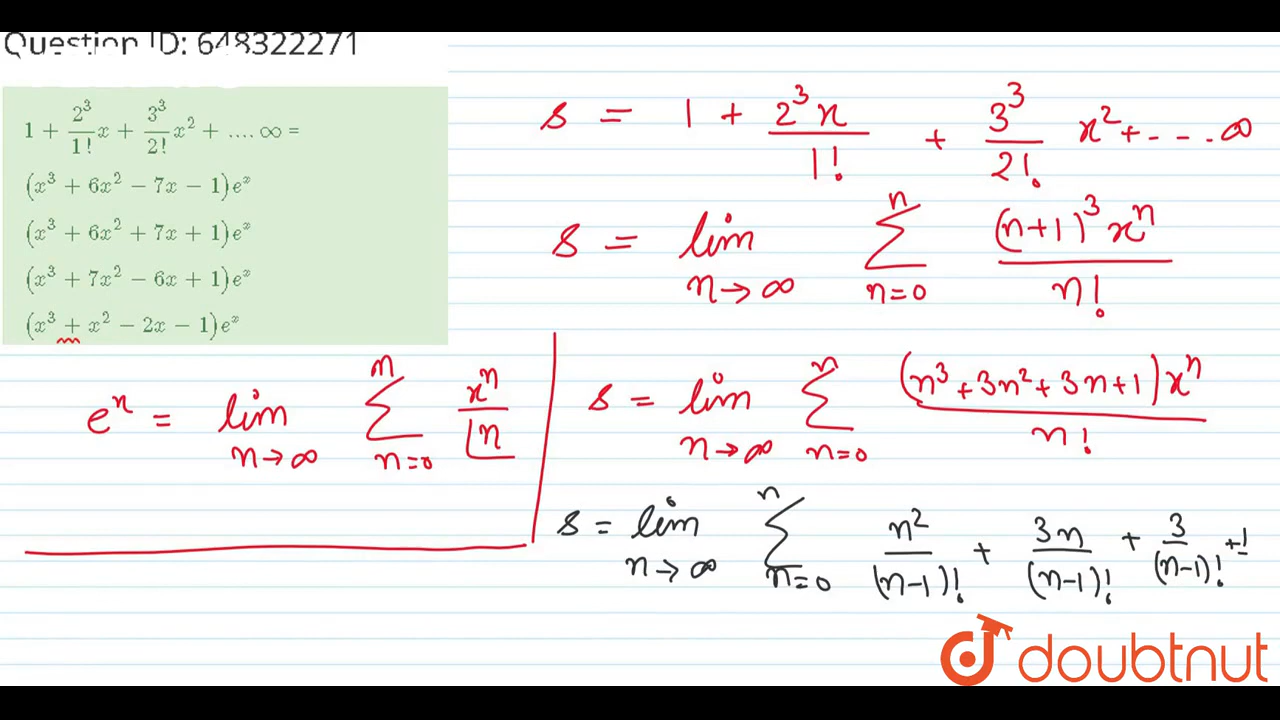 Question ID: 648322271
1 + 2³/1! x + 3³/2! x² + .... ∞ =
(x³ + 6x² − 7x − 1)eˣ
(x³ + 6x² + 7x + 1)eˣ
(x³ + 7x² − 6x + 1)eˣ
(x³ + x² − 2x − 1)eˣ
s = 1 + 2³x/1! + 3³/2! x² + - - . ∞
s = lim n→∞ Σ n n=0 (n+1)³xⁿ/n!
eˣ = lim n→∞ Σ n n=0 xⁿ/|n
s = lim n→∞ Σ n n=0 (n³+3n²+3n+1)xⁿ/n!
s = lim n→∞ Σ n n=0 n²/(n-1)! + 3n/(n-1)! + 3/(n-1)! + 1
doubtnut